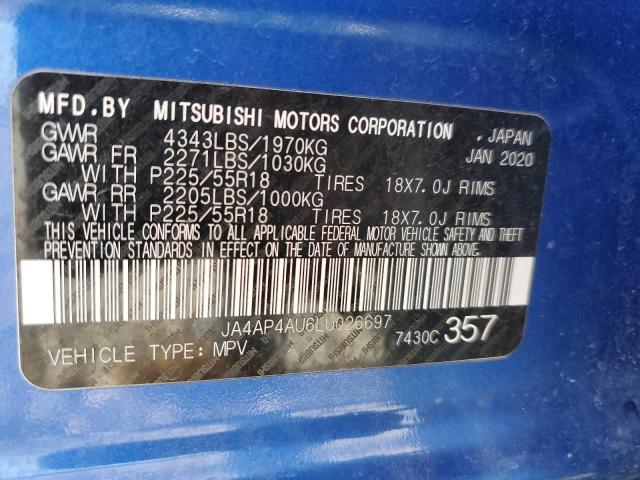 MFD.BY MITSUBISHI MOTORS CORPORATION . JAPAN
GVWR 4343LBS/1970KG JAN 2020
GAWR FR 2271LBS/1030KG
WITH P225/55R18 TIRES 18X7.0J RIMS
GAWR RR 2205LBS/1000KG
WITH P225/55R18 TIRES 18X7.0J RIMS
THIS VEHICLE CONFORMS TO ALL APPLICABLE FEDERAL MOTOR VEHICLE SAFETY AND THEFT
PREVENTION STANDARDS IN EFFECT ON THE DATE OF MANUFACTURE SHOWN ABOVE.
JA4AP4AU6LU026697
VEHICLE TYPE: MPV 7430C 357